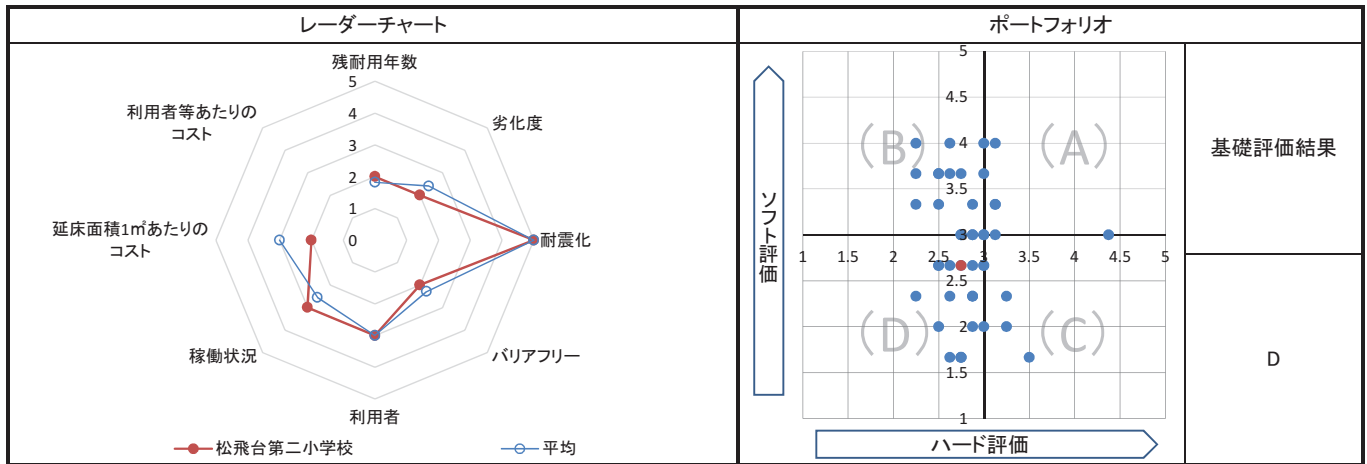 レーダーチャート
残耐用年数
5
4
3
2
1
0
劣化度
耐震化
バリアフリー
利用者
稼働状況
延床面積1㎡あたりの
コスト
利用者等あたりの
コスト
松飛台第二小学校
平均
ポートフォリオ
ソフト評価
5
4.5
4
3.5
3
2.5
2
1.5
1
1 1.5 2 2.5 3 3.5 4 4.5 5
(B)
(A)
(D)
(C)
ハード評価
基礎評価結果
D